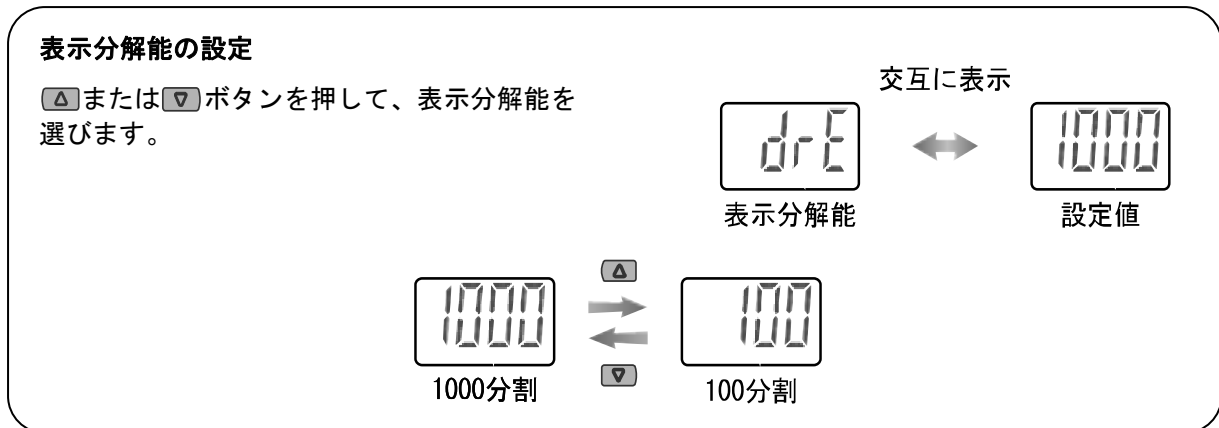 表示分解能の設定
△または▽ボタンを押して、表示分解能を
選びます。
交互に表示
drE
1000
表示分解能
設定値
1000
100
1000分割
100分割